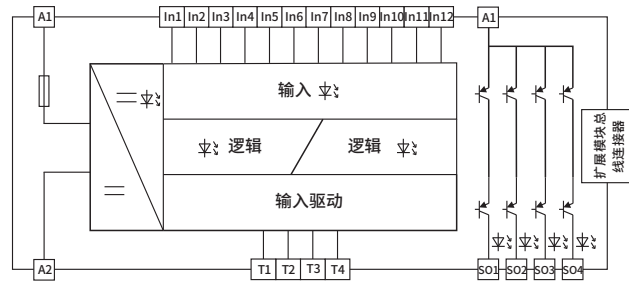 A1
In1 In2 In3 In4 In5 In6 In7 In8 In9 In10 In11 In12
A1
输入
逻辑
逻辑
输入驱动
扩展模块总
线连接器
A2
T1 T2 T3 T4
SO1 SO2 SO3 SO4